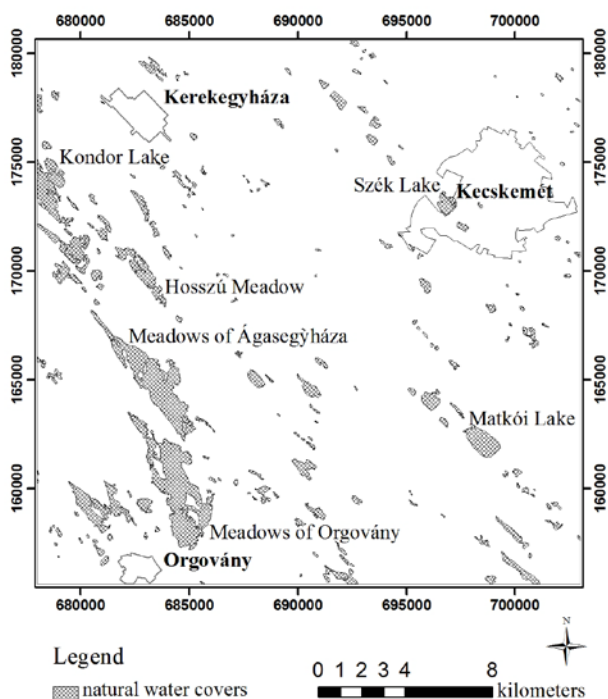 680000 685000 690000 695000 700000
180000
175000
170000
165000
160000
180000
175000
170000
165000
160000
Kerekegyháza
Kondor Lake
Szék Lake
Kecskemét
Hosszú Meadow
Meadows of Ágasegỳháza
Matkói Lake
Meadows of Orgovány
Orgovány
680000 685000 690000 695000 700000
N
Legend
natural water covers
0 1 2 3 4 8
kilometers